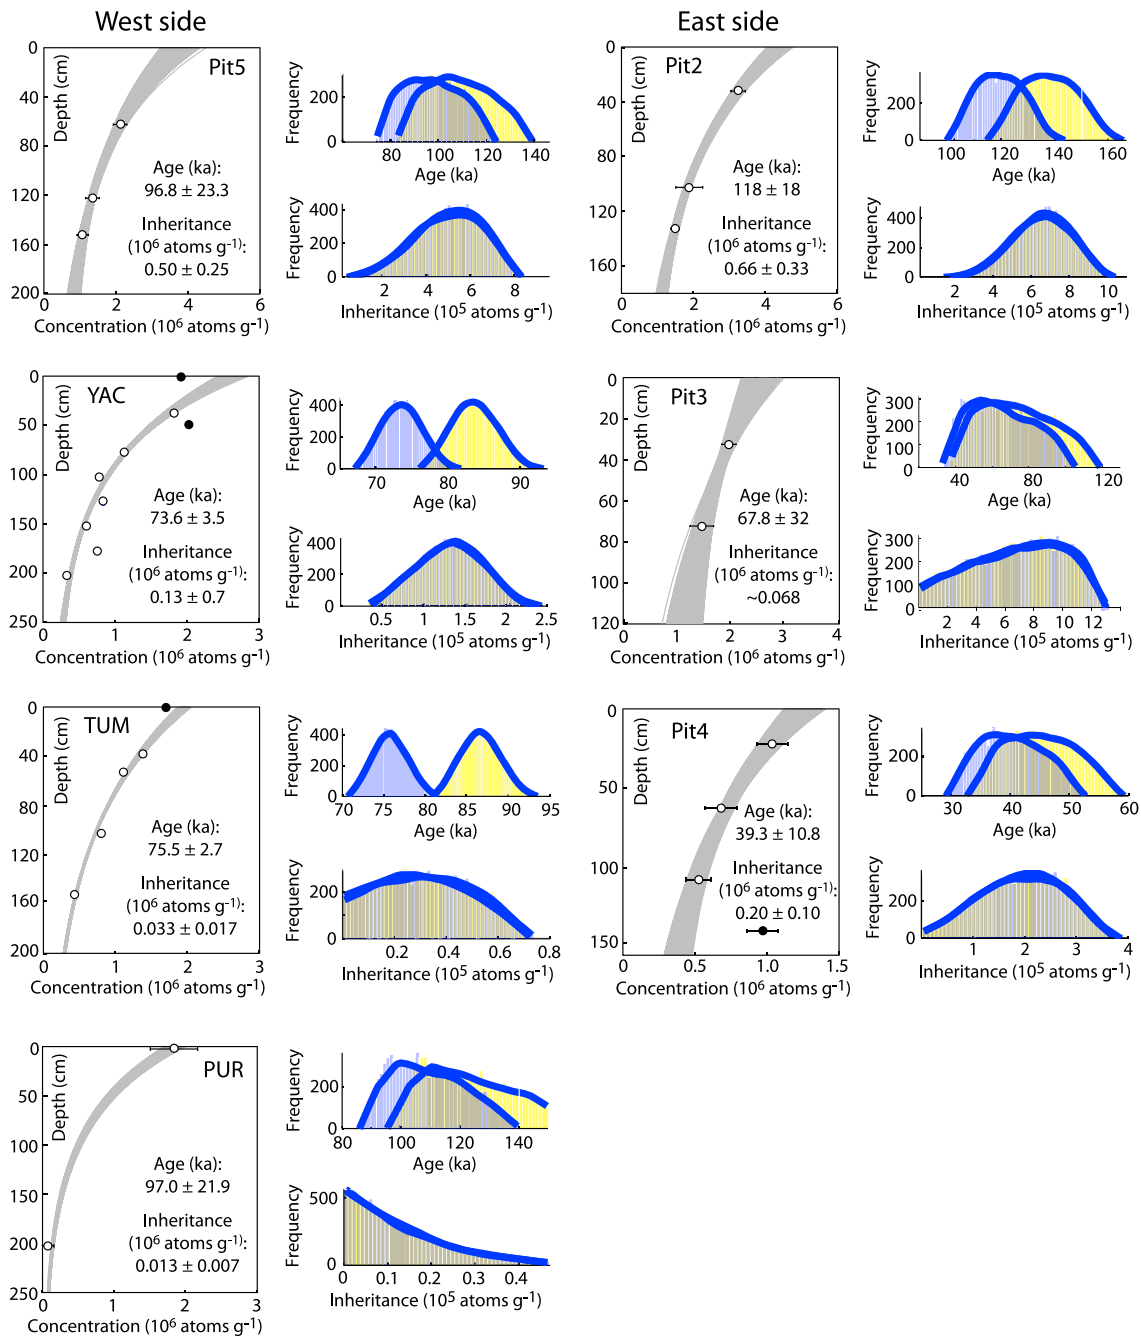 West side
East side
Pit5
Depth (cm)
0
40
80
120
160
200
0
2
4
6
Concentration (10⁶ atoms g⁻¹)
Age (ka):
96.8 ± 23.3
Inheritance
(10⁶ atoms g⁻¹):
0.50 ± 0.25
Frequency
200
0
80
100
120
140
Age (ka)
Frequency
400
200
0
2
4
6
8
Inheritance (10⁵ atoms g⁻¹)
Pit2
Depth (cm)
0
40
80
120
160
0
2
4
6
Concentration (10⁶ atoms g⁻¹)
Age (ka):
118 ± 18
Inheritance
(10⁶ atoms g⁻¹):
0.66 ± 0.33
Frequency
200
0
100
120
140
160
Age (ka)
Frequency
400
200
0
2
4
6
8
10
Inheritance (10⁵ atoms g⁻¹)
YAC
Depth (cm)
0
50
100
150
200
250
0
1
2
3
Concentration (10⁶ atoms g⁻¹)
Age (ka):
73.6 ± 3.5
Inheritance
(10⁶ atoms g⁻¹):
0.13 ± 0.7
Frequency
400
200
0
70
80
90
Age (ka)
Frequency
400
200
0
0.5
1
1.5
2
2.5
Inheritance (10⁵ atoms g⁻¹)
Pit3
Depth (cm)
0
20
40
60
80
100
120
0
1
2
3
4
Concentration (10⁶ atoms g⁻¹)
Age (ka):
67.8 ± 32
Inheritance
(10⁶ atoms g⁻¹):
~0.068
Frequency
300
200
100
0
40
60
80
120
Age (ka)
Frequency
300
200
100
0
2
4
6
8
10
12
Inheritance (10⁵ atoms g⁻¹)
TUM
Depth (cm)
0
40
80
120
160
200
0
1
2
3
Concentration (10⁶ atoms g⁻¹)
Age (ka):
75.5 ± 2.7
Inheritance
(10⁶ atoms g⁻¹):
0.033 ± 0.017
Frequency
400
200
0
70
75
80
85
90
95
Age (ka)
Frequency
200
0
0.2
0.4
0.6
0.8
Inheritance (10⁵ atoms g⁻¹)
Pit4
Depth (cm)
0
50
100
150
0
0.5
1.0
1.5
Concentration (10⁶ atoms g⁻¹)
Age (ka):
39.3 ± 10.8
Inheritance
(10⁶ atoms g⁻¹):
0.20 ± 0.10
Frequency
200
0
30
40
50
60
Age (ka)
Frequency
200
0
1
2
3
4
Inheritance (10⁵ atoms g⁻¹)
PUR
Depth (cm)
0
50
100
150
200
250
0
1
2
3
Concentration (10⁶ atoms g⁻¹)
Age (ka):
97.0 ± 21.9
Inheritance
(10⁶ atoms g⁻¹):
0.013 ± 0.007
Frequency
200
0
80
100
120
140
Age (ka)
Frequency
500
0
0
0.1
0.2
0.3
0.4
Inheritance (10⁵ atoms g⁻¹)